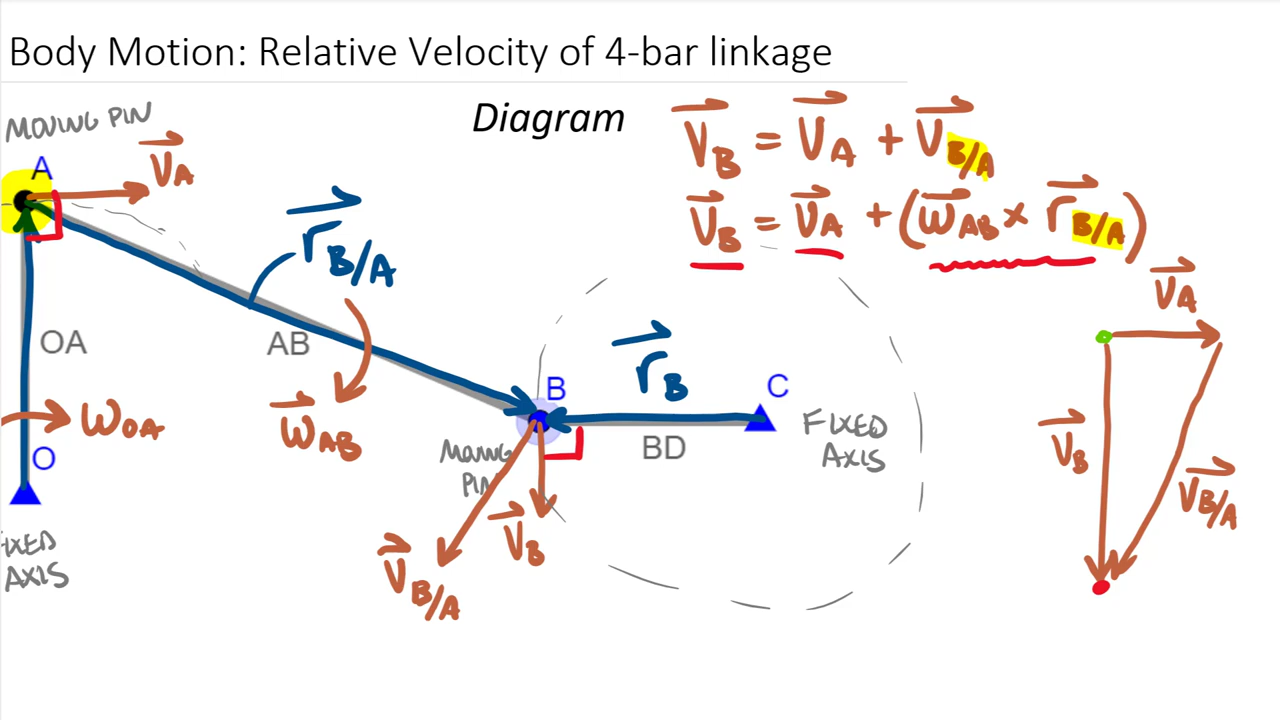 Body Motion: Relative Velocity of 4-bar linkage
Diagram
MOVING PIN
A
V_A
V_B = V_A + V_B/A
V_B = V_A + (ω_AB × r_B/A)
r_B/A
OA
AB
ω_OA
ω_AB
O
FIXED
AXIS
r_B
B
C
BD
FIXED
AXIS
MOVING
PIN
V_B
V_B/A
V_A
V_B
V_B/A